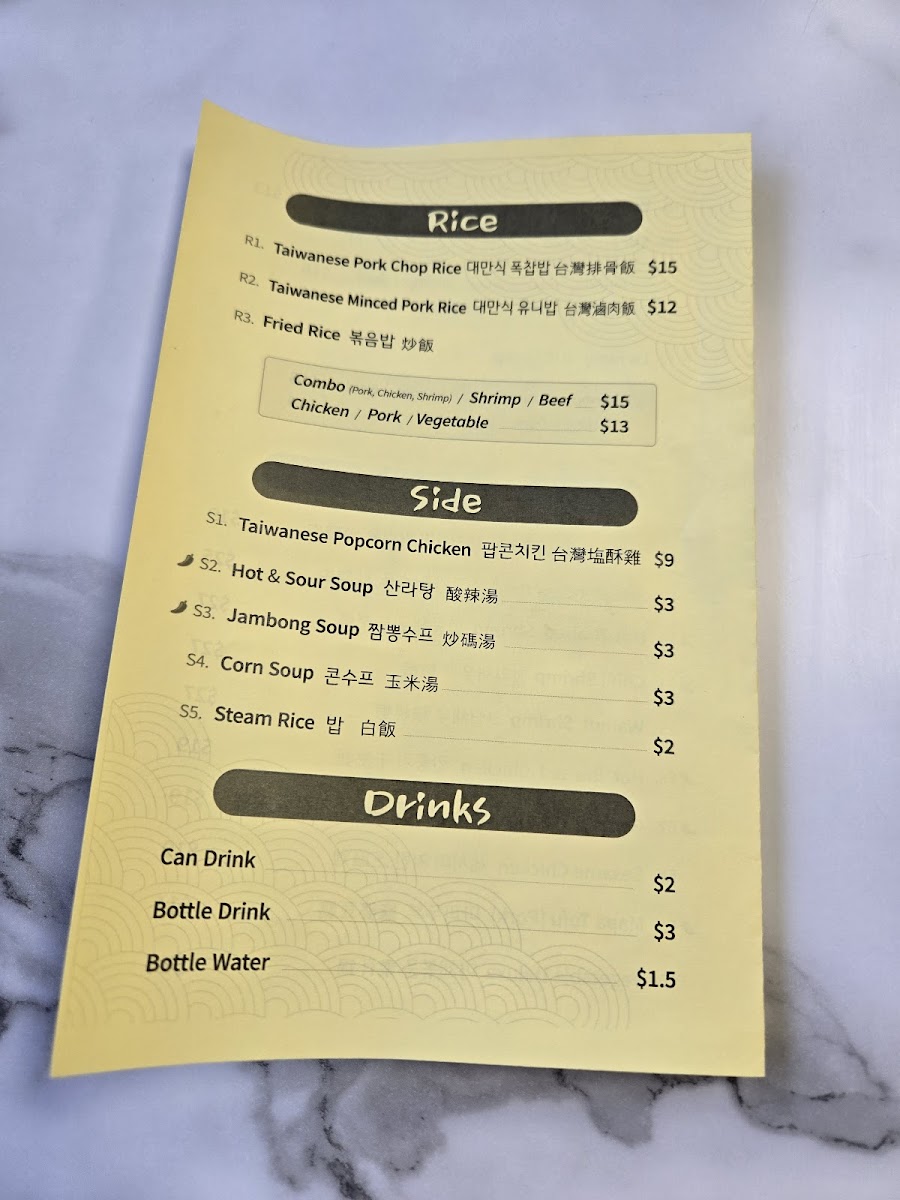 Rice
R1. Taiwanese Pork Chop Rice 대만식 폭찹밥 台灣排骨飯 $15
R2. Taiwanese Minced Pork Rice 대만식 유니밥 台灣滷肉飯 $12
R3. Fried Rice 볶음밥 炒飯
Combo (Pork, Chicken, Shrimp) / Shrimp / Beef $15
Chicken / Pork / Vegetable $13
Side
S1. Taiwanese Popcorn Chicken 팝콘치킨 台灣塩酥雞 $9
S2. Hot & Sour Soup 산라탕 酸辣湯 $3
S3. Jambong Soup 짬뽕수프 炒碼湯 $3
S4. Corn Soup 콘수프 玉米湯 $3
S5. Steam Rice 밥 白飯 $2
Drinks
Can Drink $2
Bottle Drink $3
Bottle Water $1.5